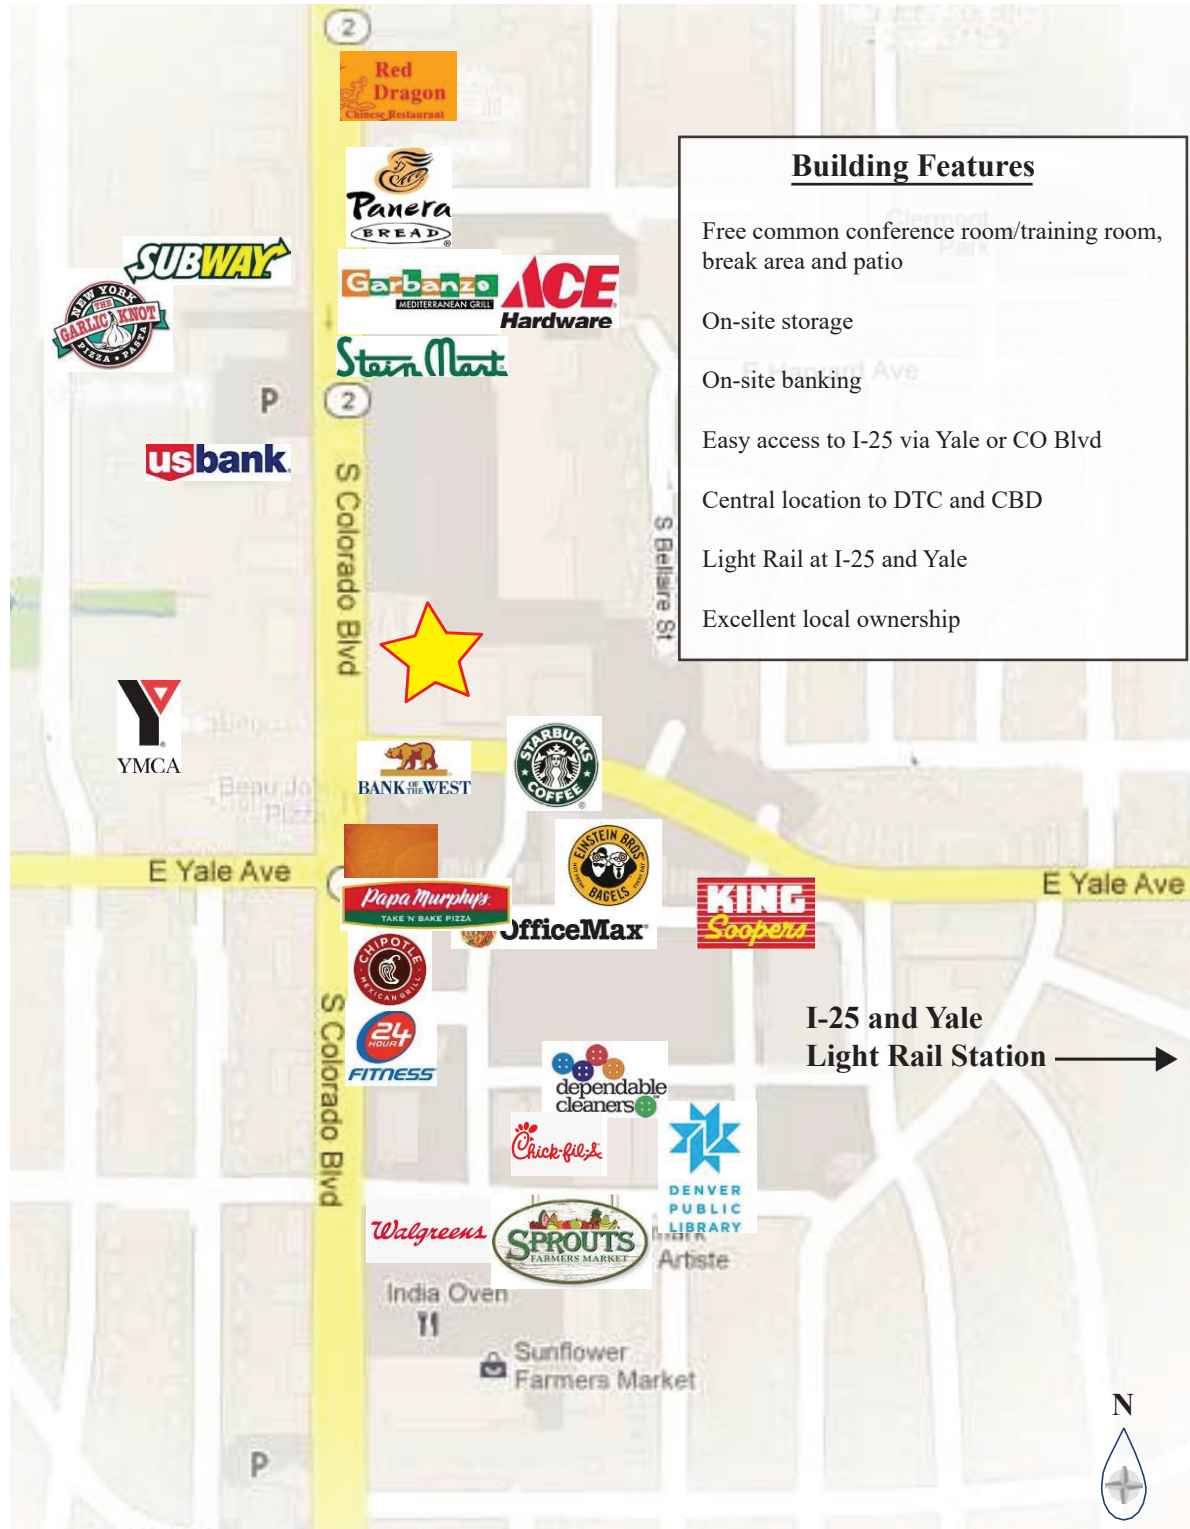 2
Red
Dragon
Chinese Restaurant
Panera
BREAD
®
SUBWAY
NEW YORK
THE
GARLIC KNOT
PIZZA • PASTA
Garbanzo
MEDITERRANEAN GRILL
ACE
Hardware
Stein Mart
P
2
usbank
S Colorado Blvd
S Bellaire St
Building Features
Clermont
Park
Free common conference room/training room,
break area and patio
On-site storage
E Harvard Ave
On-site banking
Easy access to I-25 via Yale or CO Blvd
Central location to DTC and CBD
Light Rail at I-25 and Yale
Excellent local ownership
YMCA
BANK OF THE WEST
STARBUCKS
COFFEE
Beau Jo
E Yale Ave
EINSTEIN BROS
BAGELS
Papa Murphy's
TAKE 'N' BAKE PIZZA
OfficeMax
KING
Soopers
E Yale Ave
CHIPOTLE
MEXICAN GRILL
24
HOUR
FITNESS
S Colorado Blvd
I-25 and Yale
Light Rail Station
dependable
cleaners
Chick-fil-A
DENVER
PUBLIC
LIBRARY
Walgreens
SPROUTS
FARMERS MARKET
Artiste
India Oven
Sunflower
Farmers Market
P
N